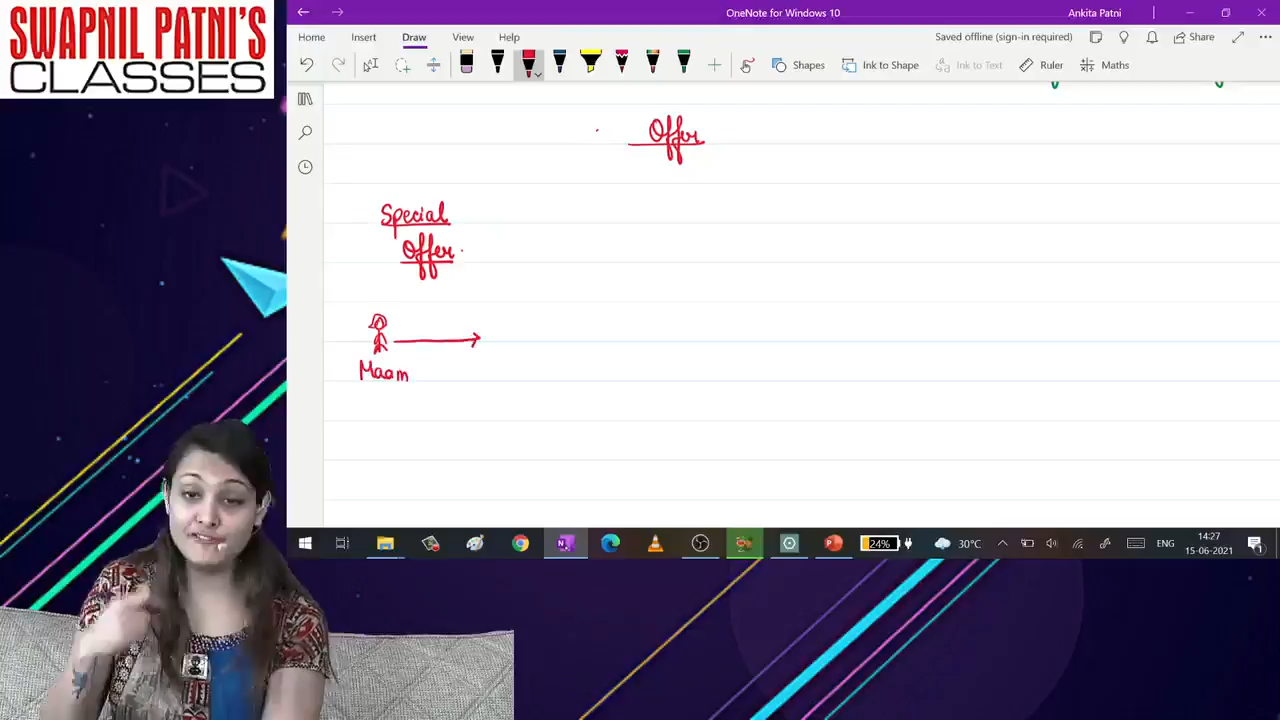 SWAPNIL PATNI'S
CLASSES
OneNote for Windows 10
Ankita Patni
Home Insert Draw View Help
Saved offline (sign-in required)
Share
Shapes
Ink to Shape
Ink to Text
Ruler
Maths
Offer
Special
Offer
Maam
24%
30°C
ENG
14:27
15-06-2021